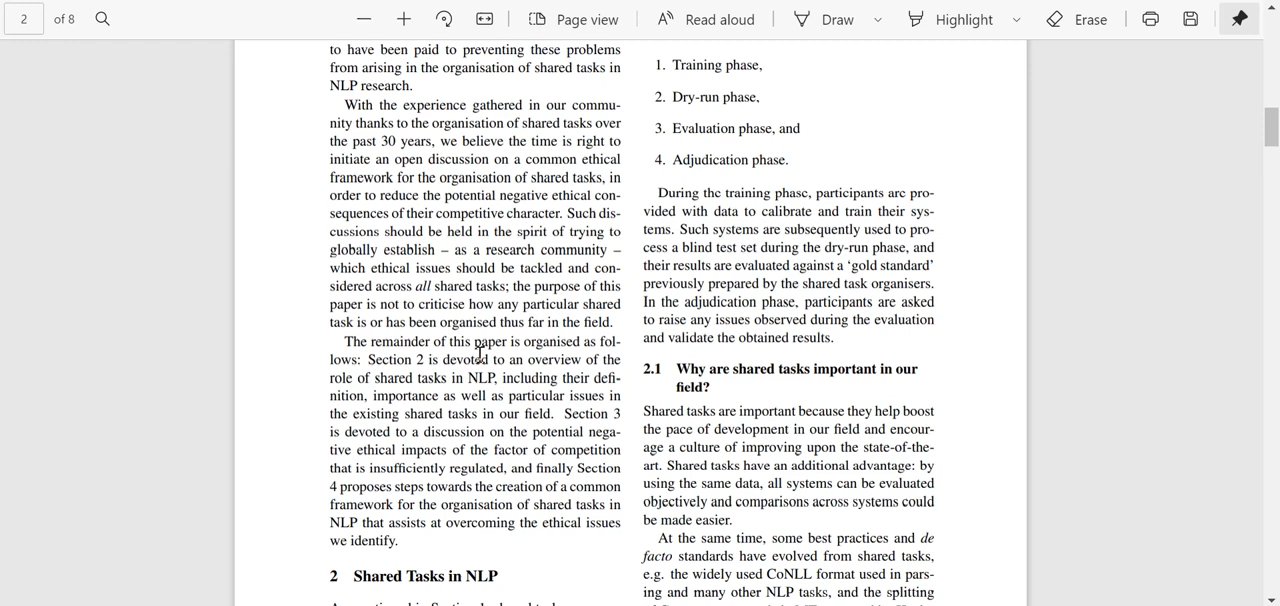 2
of 8
Page view
Read aloud
Draw
Highlight
Erase
to have been paid to preventing these problems
from arising in the organisation of shared tasks in
NLP research.
With the experience gathered in our commu-
nity thanks to the organisation of shared tasks over
the past 30 years, we believe the time is right to
initiate an open discussion on a common ethical
framework for the organisation of shared tasks, in
order to reduce the potential negative ethical con-
sequences of their competitive character. Such dis-
cussions should be held in the spirit of trying to
globally establish – as a research community –
which ethical issues should be tackled and con-
sidered across all shared tasks; the purpose of this
paper is not to criticise how any particular shared
task is or has been organised thus far in the field.
The remainder of this paper is organised as fol-
lows: Section 2 is devoted to an overview of the
role of shared tasks in NLP, including their defi-
nition, importance as well as particular issues in
the existing shared tasks in our field. Section 3
is devoted to a discussion on the potential nega-
tive ethical impacts of the factor of competition
that is insufficiently regulated, and finally Section
4 proposes steps towards the creation of a common
framework for the organisation of shared tasks in
NLP that assists at overcoming the ethical issues
we identify.
2 Shared Tasks in NLP
1. Training phase,
2. Dry-run phase,
3. Evaluation phase, and
4. Adjudication phase.
During the training phase, participants are pro-
vided with data to calibrate and train their sys-
tems. Such systems are subsequently used to pro-
cess a blind test set during the dry-run phase, and
their results are evaluated against a ‘gold standard’
previously prepared by the shared task organisers.
In the adjudication phase, participants are asked
to raise any issues observed during the evaluation
and validate the obtained results.
2.1 Why are shared tasks important in our
field?
Shared tasks are important because they help boost
the pace of development in our field and encour-
age a culture of improving upon the state-of-the-
art. Shared tasks have an additional advantage: by
using the same data, all systems can be evaluated
objectively and comparisons across systems could
be made easier.
At the same time, some best practices and de
facto standards have evolved from shared tasks,
e.g. the widely used CoNLL format used in pars-
ing and many other NLP tasks, and the splitting